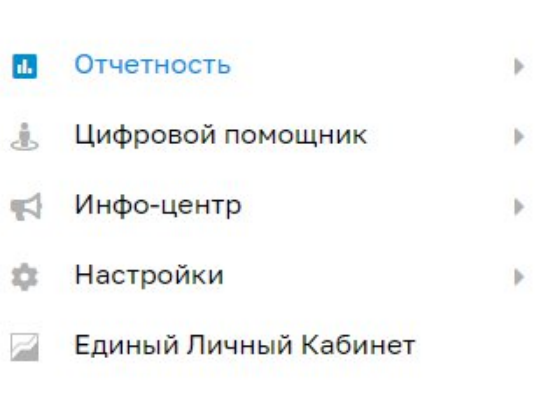 Отчетность
Цифровой помощник
Инфо-центр
Настройки
Единый Личный Кабинет